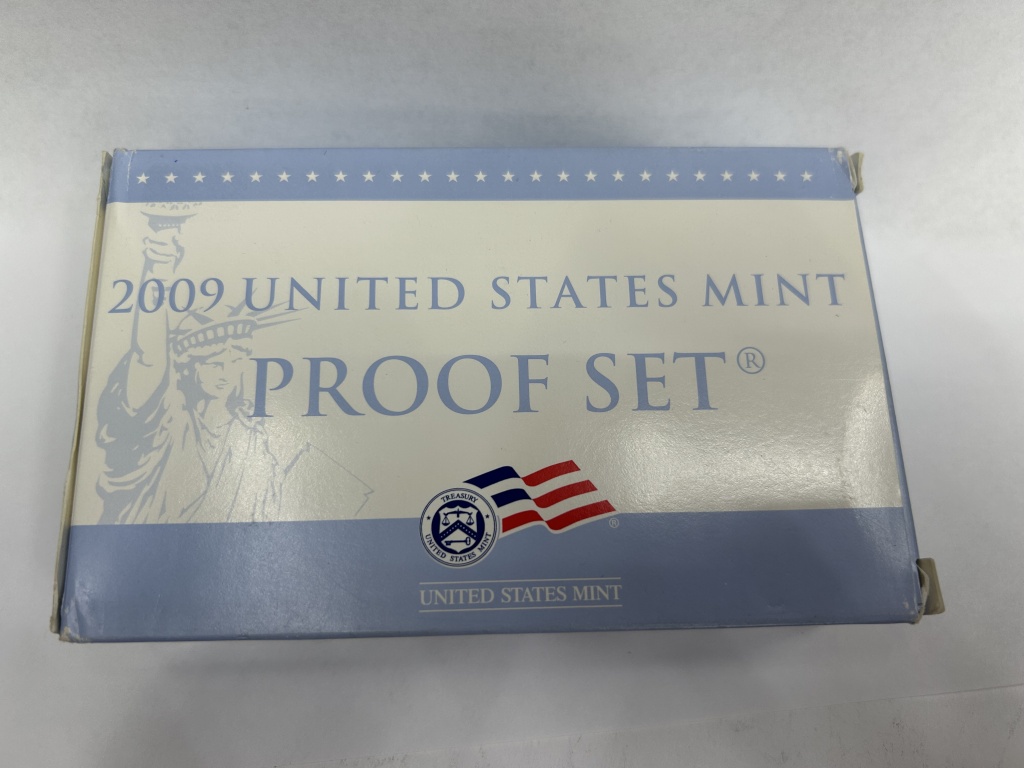 2009 UNITED STATES MINT
PROOF SET®
TREASURY
UNITED STATES MINT
®
UNITED STATES MINT